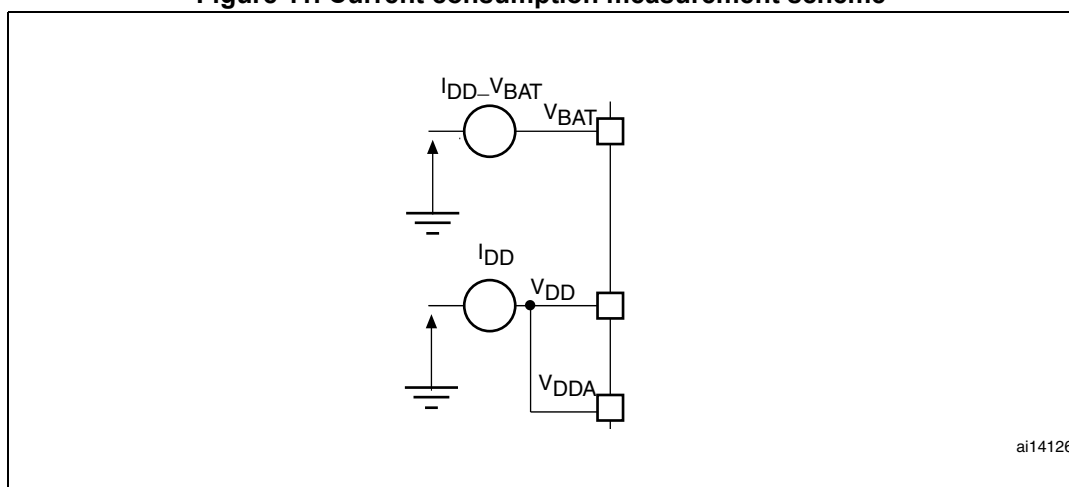 Figure 11. Current consumption measurement scheme
IDD_VBAT
VBAT
IDD
VDD
VDDA
ai14126